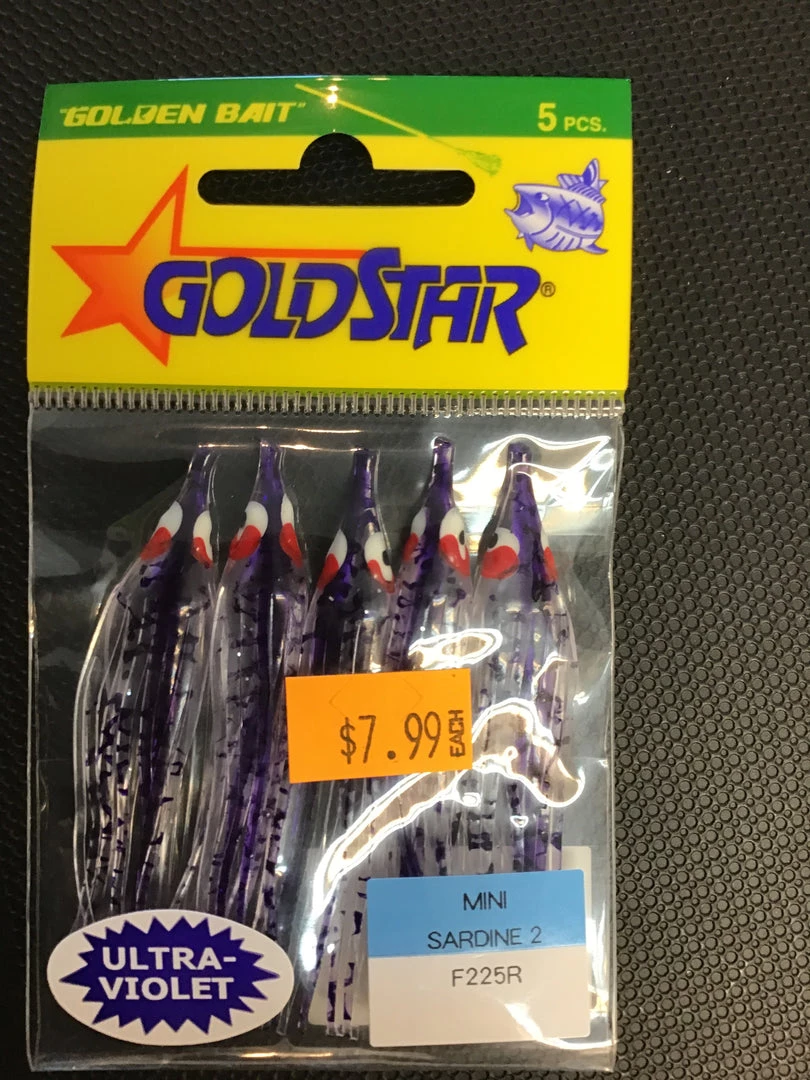 "GOLDEN BAIT"
5 PCS.
GOLDSTAR®
$7.99 EACH
MINI
SARDINE 2
F225R
ULTRA-
VIOLET